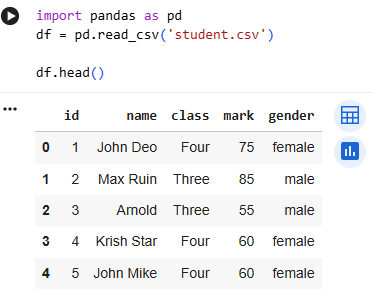 import pandas as pd
df = pd.read_csv('student.csv')
df.head()
id name class mark gender
0 1 John Deo Four 75 female
1 2 Max Ruin Three 85 male
2 3 Arnold Three 55 male
3 4 Krish Star Four 60 female
4 5 John Mike Four 60 female